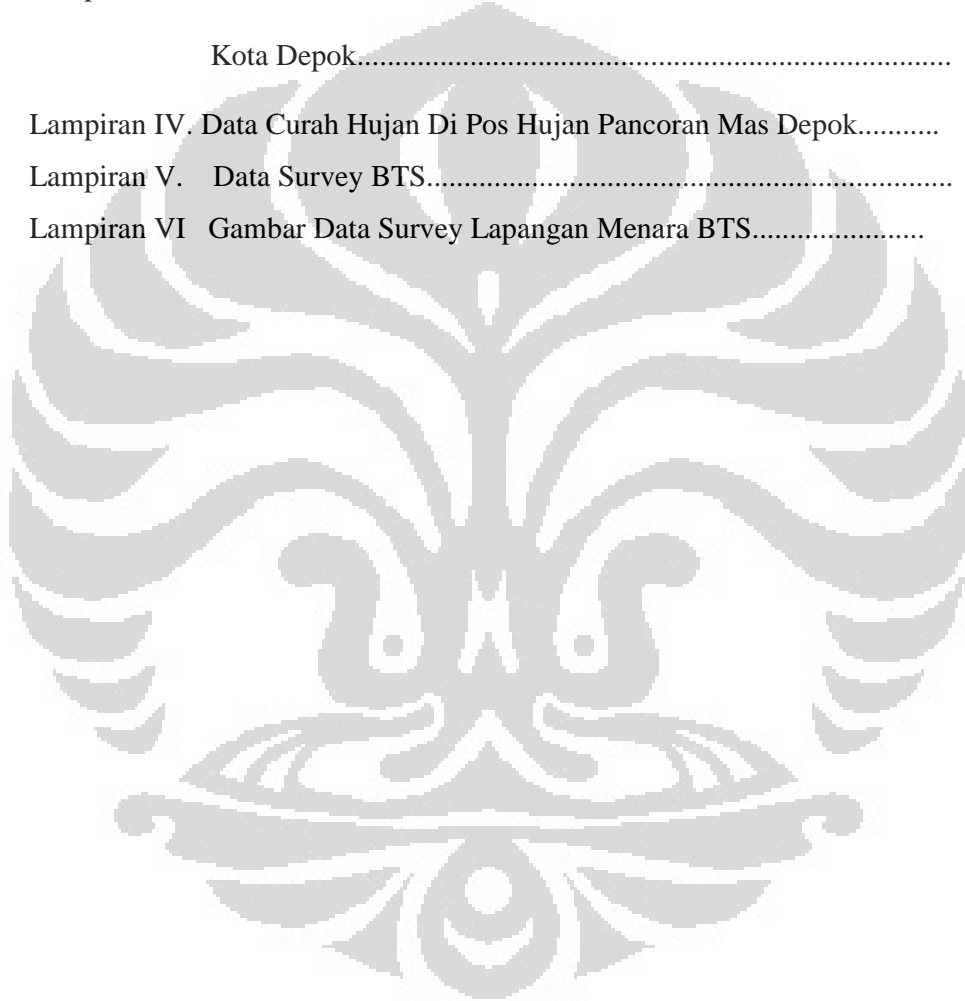 Kota Depok...............................................................................
Lampiran IV. Data Curah Hujan Di Pos Hujan Pancoran Mas Depok...........
Lampiran V. Data Survey BTS......................................................................
Lampiran VI Gambar Data Survey Lapangan Menara BTS.......................